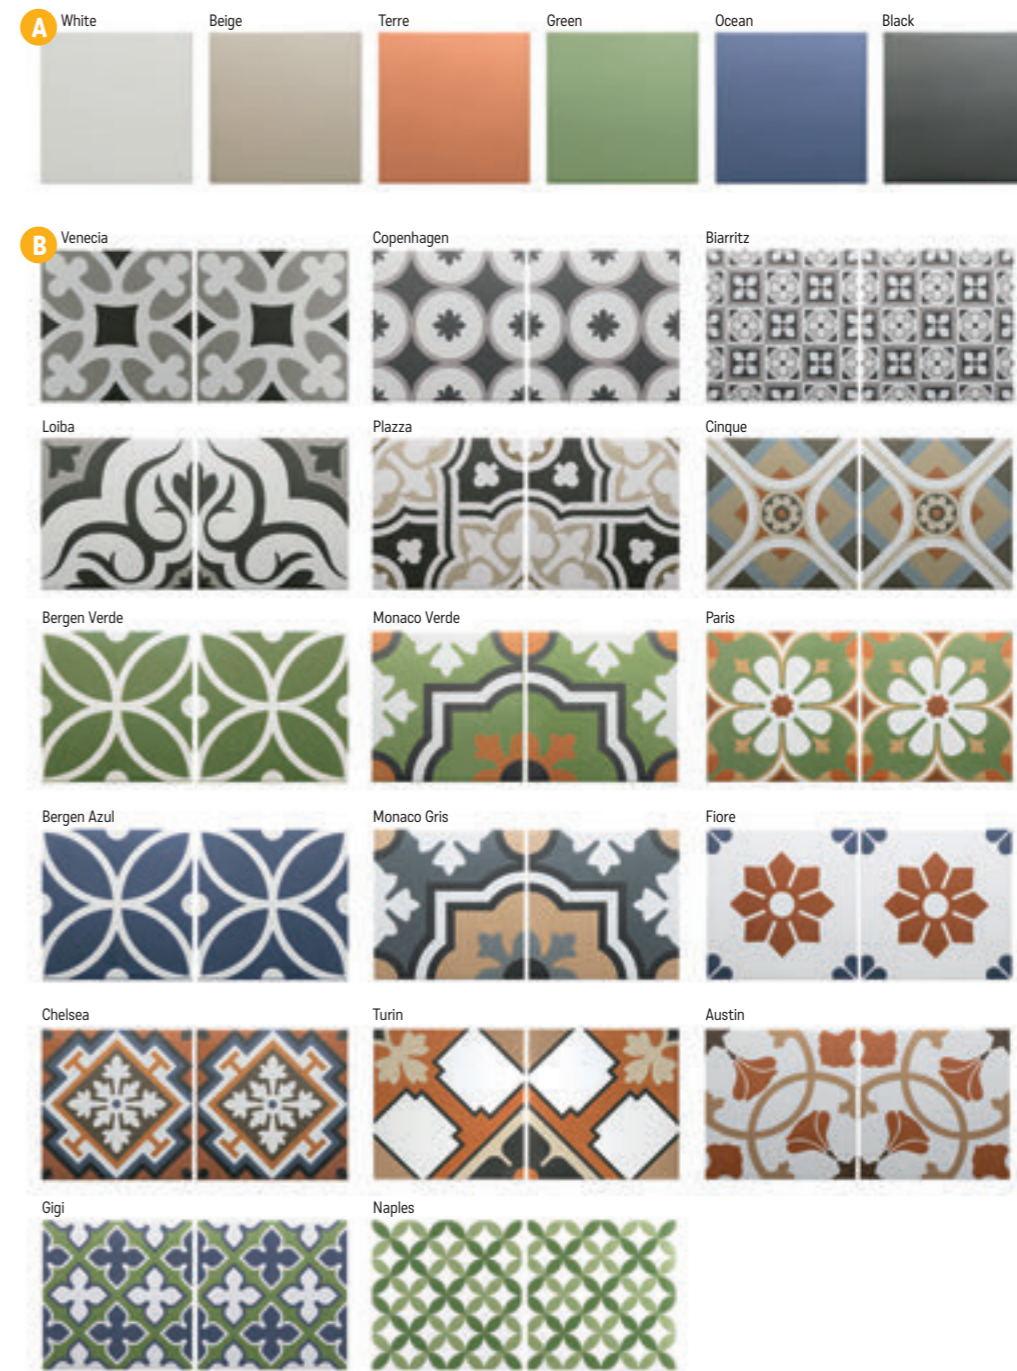 A
White Beige Terre Green Ocean Black
B
Venecia Copenhagen Biarritz
Loiba Plazza Cinque
Bergen Verde Monaco Verde Paris
Bergen Azul Monaco Gris Fiore
Chelsea Turin Austin
Gigi Naples